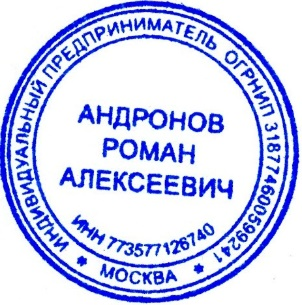 ИНДИВИДУАЛЬНЫЙ ПРЕДПРИНИМАТЕЛЬ ОГРНИП 318774600599241
АНДРОНОВ
РОМАН
АЛЕКСЕЕВИЧ
ИНН 773577126740
* МОСКВА *